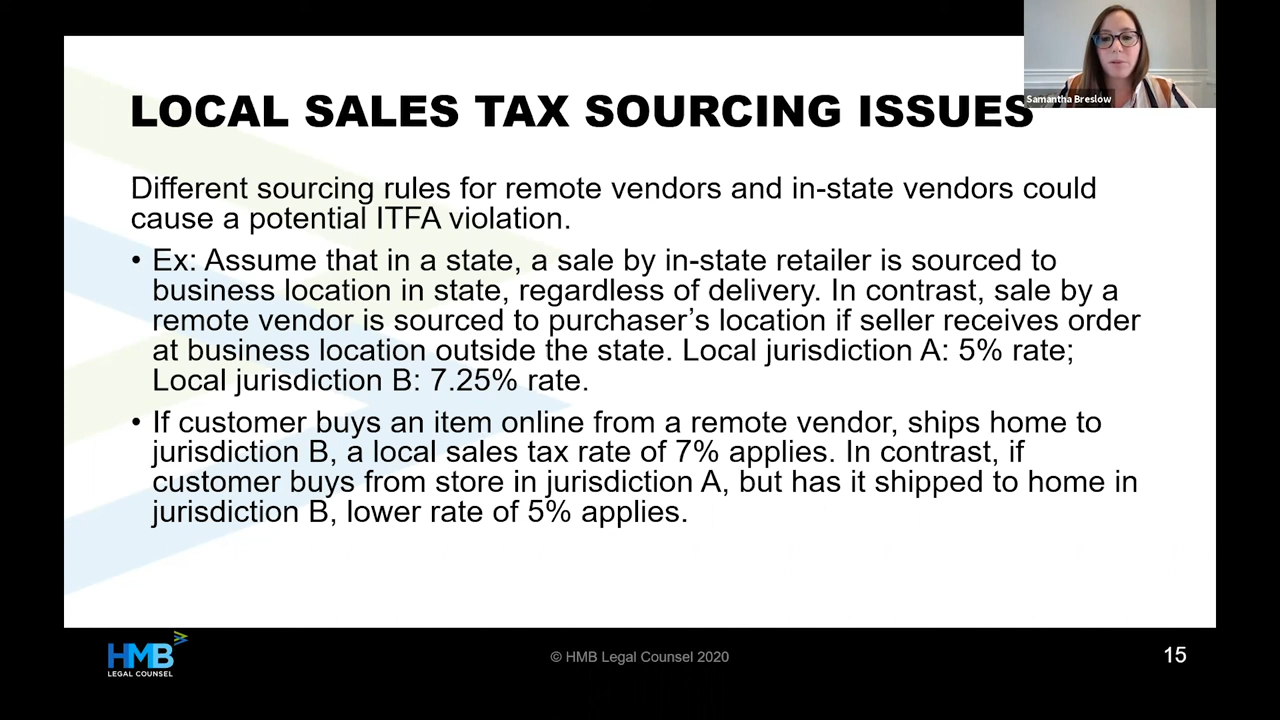 Samantha Breslow
LOCAL SALES TAX SOURCING ISSUES
Different sourcing rules for remote vendors and in-state vendors could
cause a potential ITFA violation.
• Ex: Assume that in a state, a sale by in-state retailer is sourced to
business location in state, regardless of delivery. In contrast, sale by a
remote vendor is sourced to purchaser’s location if seller receives order
at business location outside the state. Local jurisdiction A: 5% rate;
Local jurisdiction B: 7.25% rate.
• If customer buys an item online from a remote vendor, ships home to
jurisdiction B, a local sales tax rate of 7% applies. In contrast, if
customer buys from store in jurisdiction A, but has it shipped to home in
jurisdiction B, lower rate of 5% applies.
HMB
LEGAL COUNSEL
© HMB Legal Counsel 2020
15